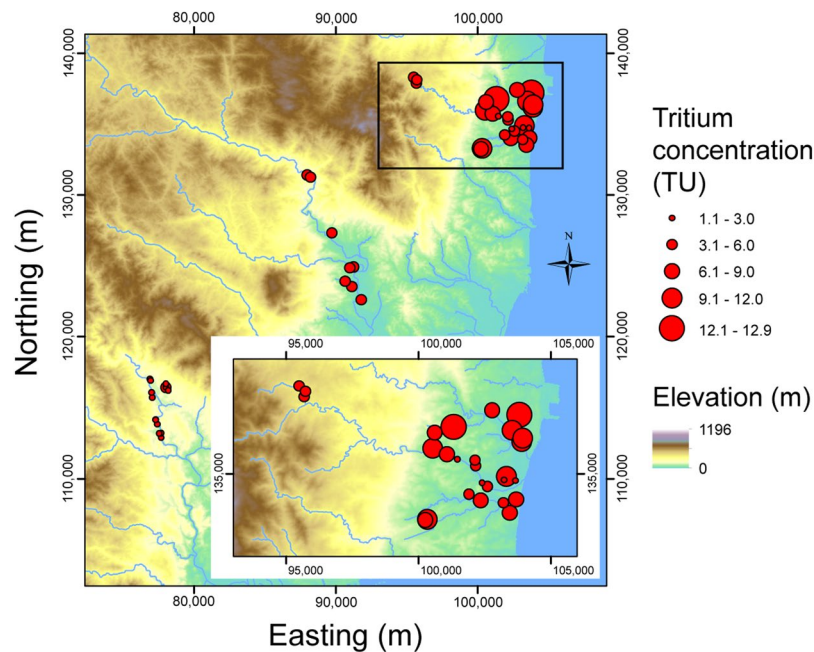 80,000 90,000 100,000
140,000
130,000
120,000
110,000
Northing (m)
N
95,000 100,000 105,000
135,000 135,000
95,000 100,000 105,000
80,000 90,000 100,000
Easting (m)
140,000
130,000
120,000
110,000
Tritium
concentration
(TU)
1.1 - 3.0
3.1 - 6.0
6.1 - 9.0
9.1 - 12.0
12.1 - 12.9
Elevation (m)
1196
0